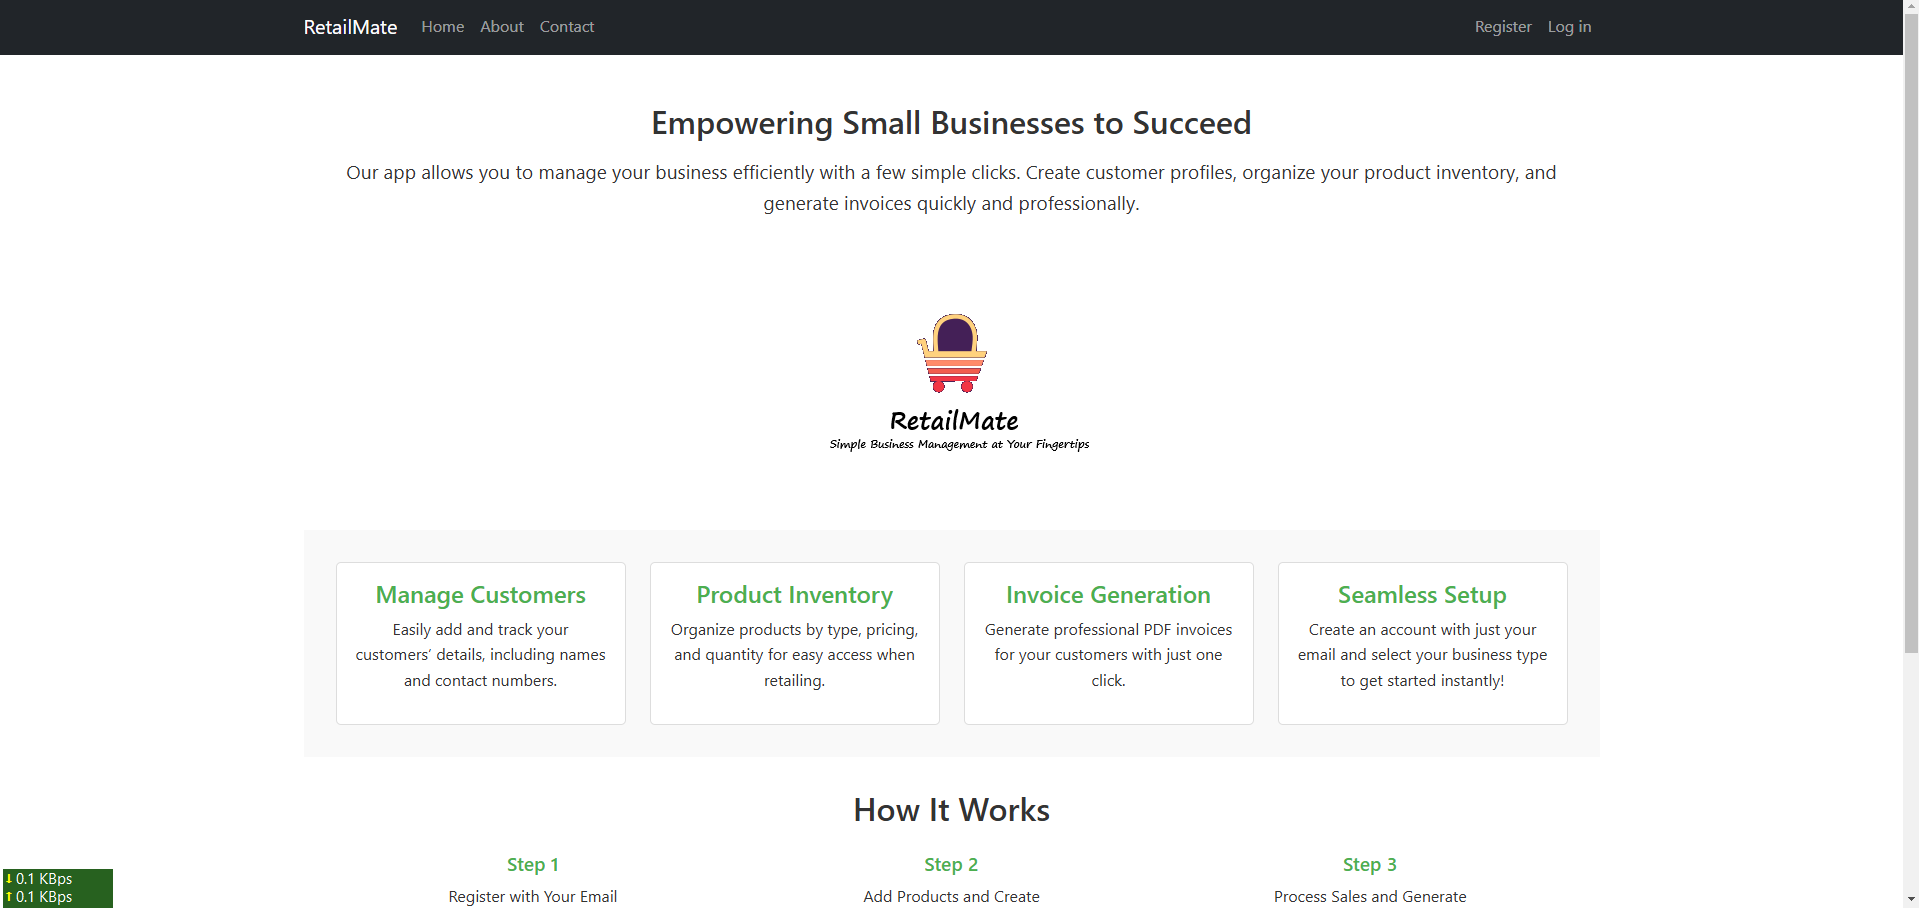 RetailMate Home About Contact Register Log in
Empowering Small Businesses to Succeed
Our app allows you to manage your business efficiently with a few simple clicks. Create customer profiles, organize your product inventory, and
generate invoices quickly and professionally.
RetailMate
Simple Business Management at Your Fingertips
Manage Customers
Easily add and track your
customers’ details, including names
and contact numbers.
Product Inventory
Organize products by type, pricing,
and quantity for easy access when
retailing.
Invoice Generation
Generate professional PDF invoices
for your customers with just one
click.
Seamless Setup
Create an account with just your
email and select your business type
to get started instantly!
How It Works
Step 1
Register with Your Email
Step 2
Add Products and Create
Step 3
Process Sales and Generate
0.1 KBps
0.1 KBps